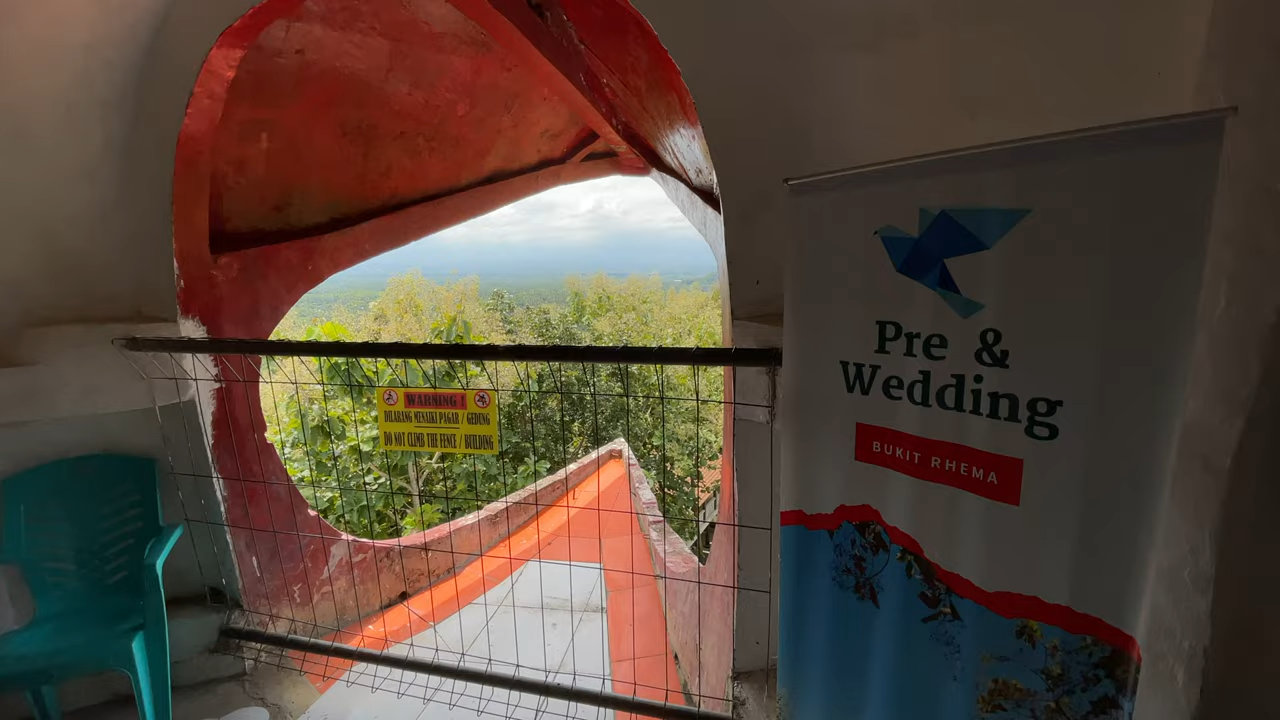 WARNING !
DILARANG MENAIKI PAGAR / GEDUNG
DO NOT CLIMB THE FENCE / BUILDING
Pre &
Wedding
BUKIT RHEMA